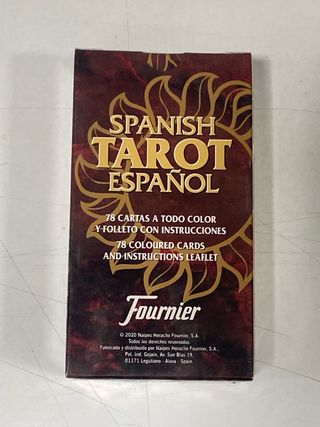 SPANISH
TAROT
ESPAÑOL
78 CARTAS A TODO COLOR
Y FOLLETO CON INSTRUCCIONES
78 COLOURED CARDS
AND INSTRUCTIONS LEAFLET
Fournier
© 2020 Naipes Heraclio Fournier, S.A.
Todos los derechos reservados.
Fabricado y distribuido por Naipes Heraclio Fournier, S.A.,
Pol. ind. Gojain, Av. San Blas 19.
01171 Legutiano - Alava - Spain.